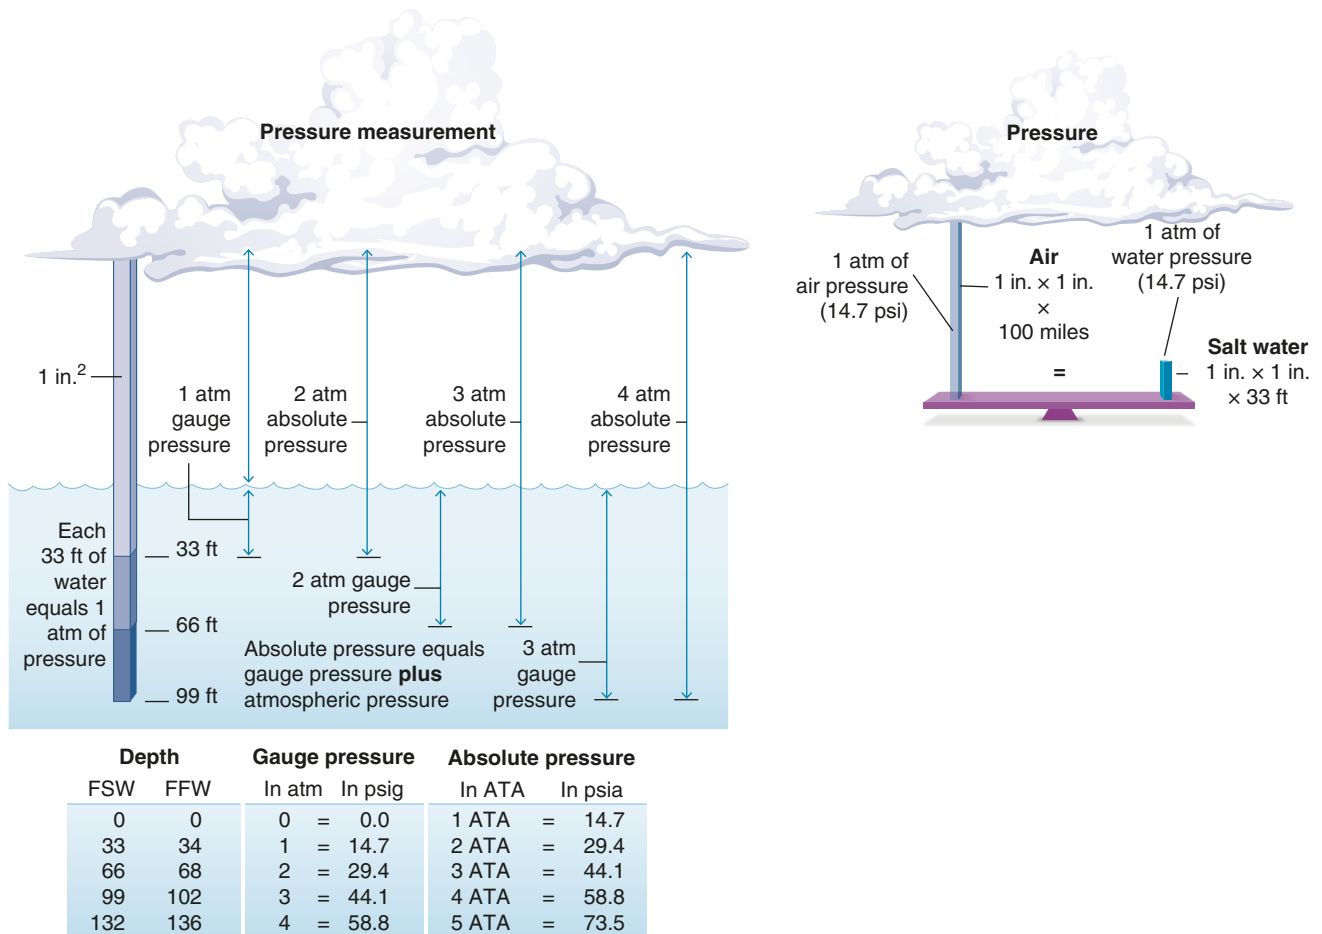 Pressure measurement
1 in.2
1 atm
gauge
pressure
2 atm
absolute
pressure
3 atm
absolute
pressure
4 atm
absolute
pressure
Each
33 ft of
water
equals 1
atm of
pressure
33 ft
66 ft
99 ft
2 atm gauge
pressure
Absolute pressure equals
gauge pressure plus
atmospheric pressure
3 atm
gauge
pressure
Pressure
1 atm of
air pressure
(14.7 psi)
Air
1 in. × 1 in.
×
100 miles
=
1 atm of
water pressure
(14.7 psi)
Salt water
1 in. × 1 in.
× 33 ft
Depth Gauge pressure Absolute pressure
FSW FFW In atm In psig In ATA In psia
0 0 0 = 0.0 1 ATA = 14.7
33 34 1 = 14.7 2 ATA = 29.4
66 68 2 = 29.4 3 ATA = 44.1
99 102 3 = 44.1 4 ATA = 58.8
132 136 4 = 58.8 5 ATA = 73.5